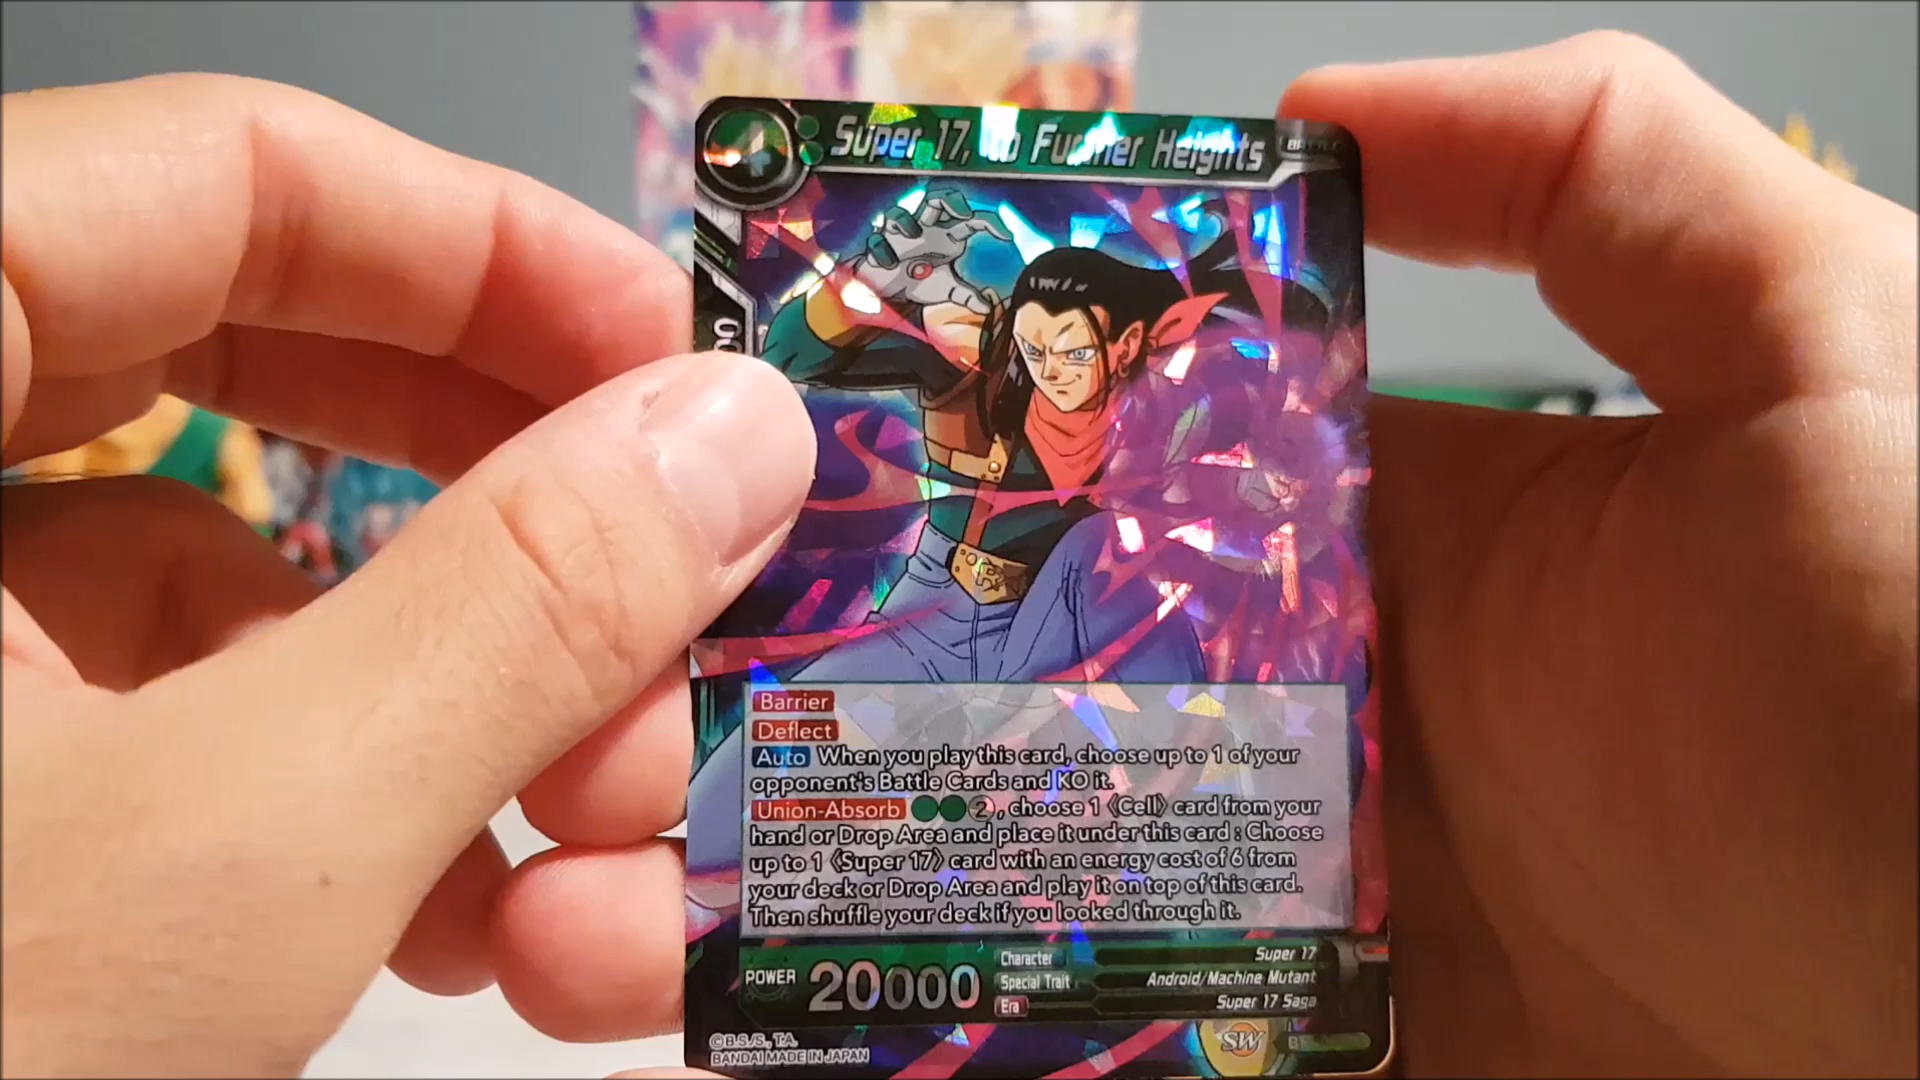 4
Super 17, to Further Heights
BATTLE
Barrier
Deflect
Auto When you play this card, choose up to 1 of your
opponent's Battle Cards and KO it.
Union-Absorb 2, choose 1 《Cell》 card from your
hand or Drop Area and place it under this card : Choose
up to 1 《Super 17》 card with an energy cost of 6 from
your deck or Drop Area and play it on top of this card.
Then shuffle your deck if you looked through it.
POWER 20000
Character Super 17
Special Trait Android/Machine Mutant
Era Super 17 Saga
©B.S./S., T.A.
BANDAI MADE IN JAPAN
SW